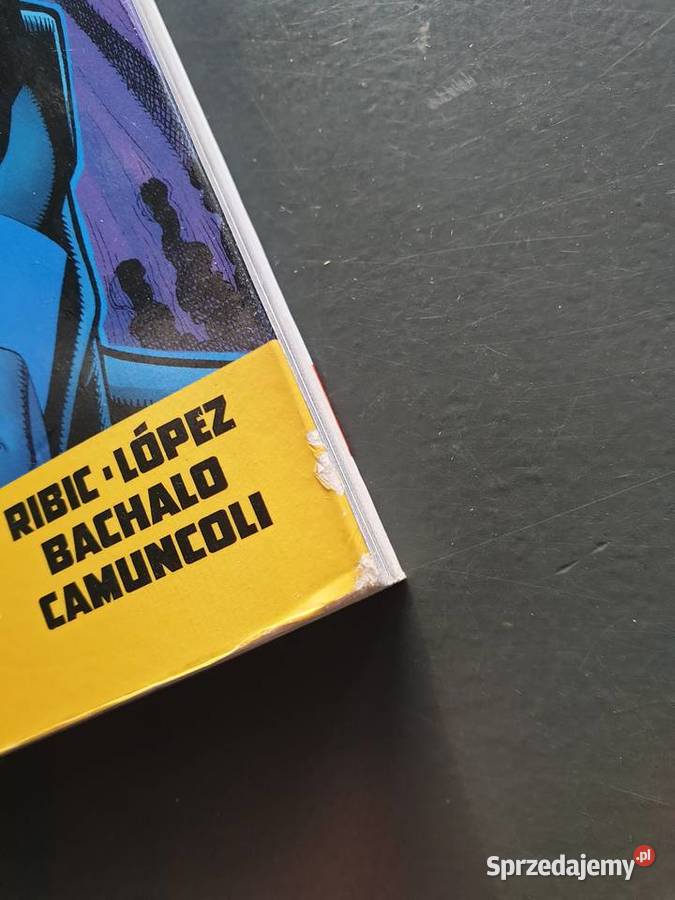 RIBIC · LÓPEZ
BACHALO
CAMUNCOLI
Sprzedajemy.pl